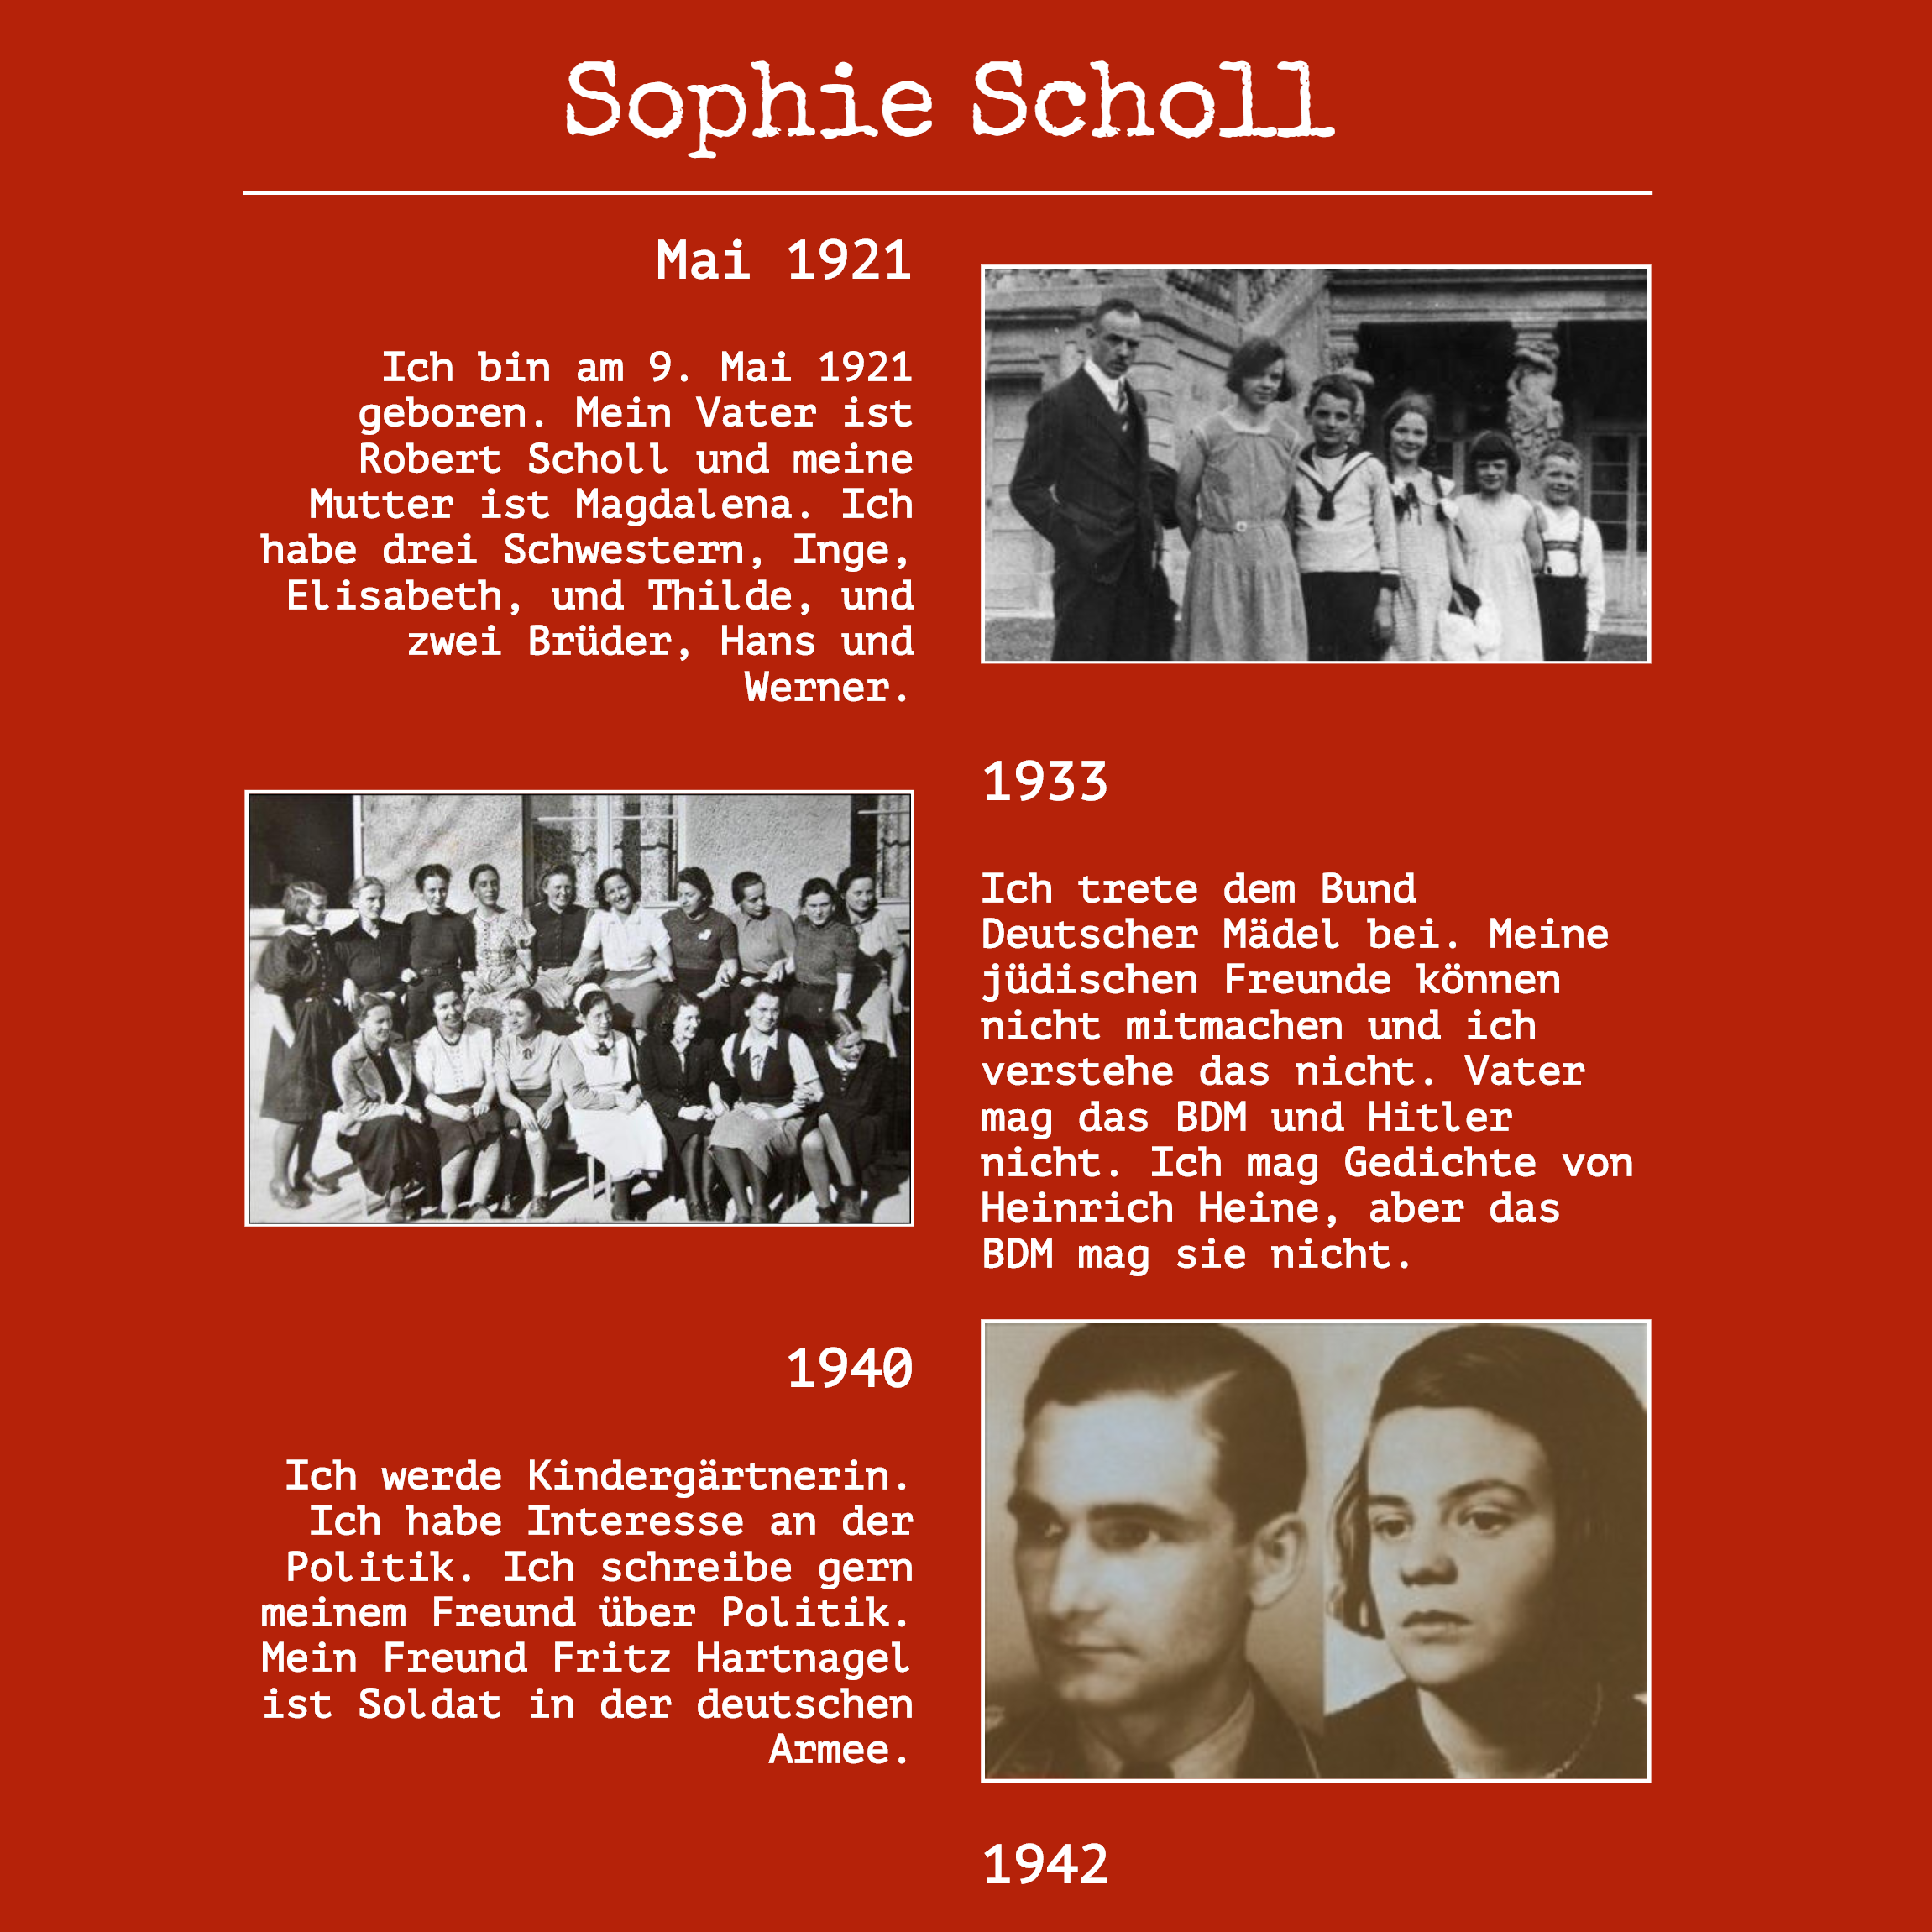 Sophie Scholl
Mai 1921
Ich bin am 9. Mai 1921
geboren. Mein Vater ist
Robert Scholl und meine
Mutter ist Magdalena. Ich
habe drei Schwestern, Inge,
Elisabeth, und Thilde, und
zwei Brüder, Hans und
Werner.
1933
Ich trete dem Bund
Deutscher Mädel bei. Meine
jüdischen Freunde können
nicht mitmachen und ich
verstehe das nicht. Vater
mag das BDM und Hitler
nicht. Ich mag Gedichte von
Heinrich Heine, aber das
BDM mag sie nicht.
1940
Ich werde Kindergärtnerin.
Ich habe Interesse an der
Politik. Ich schreibe gern
meinem Freund über Politik.
Mein Freund Fritz Hartnagel
ist Soldat in der deutschen
Armee.
1942